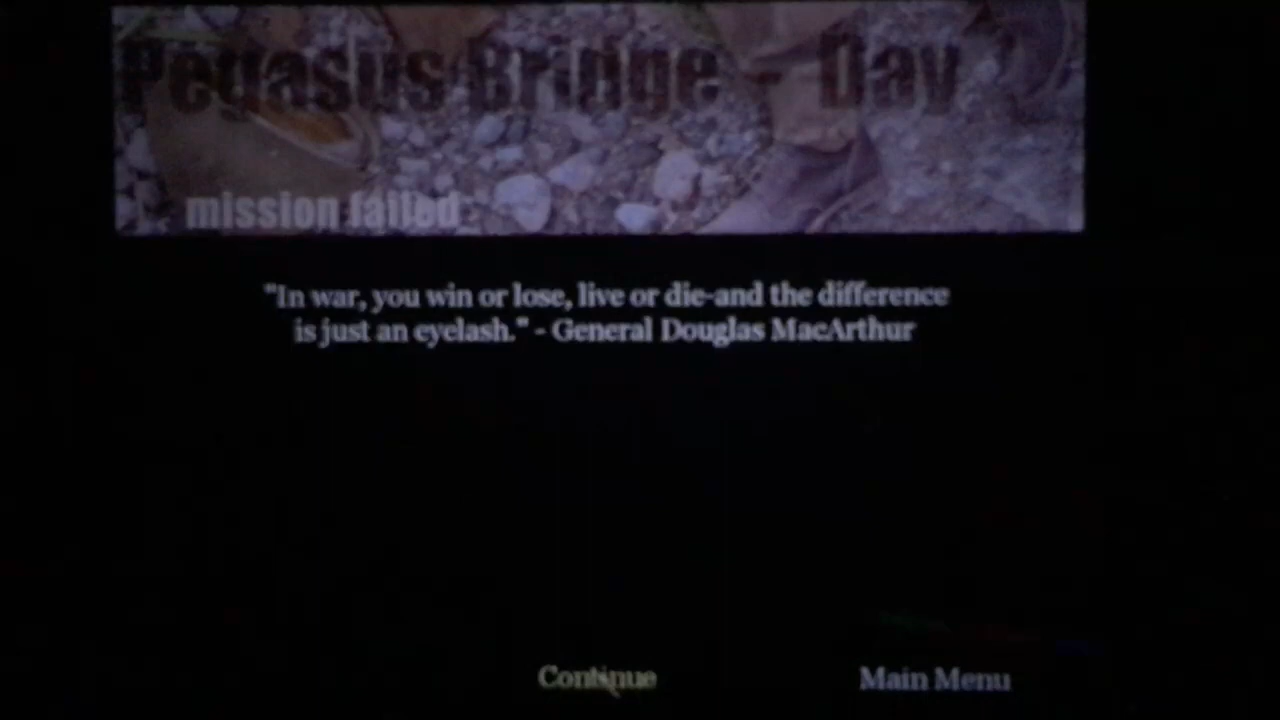 Pegasus Bridge - Day
mission failed
"In war, you win or lose, live or die-and the difference
is just an eyelash." - General Douglas MacArthur
Continue
Main Menu